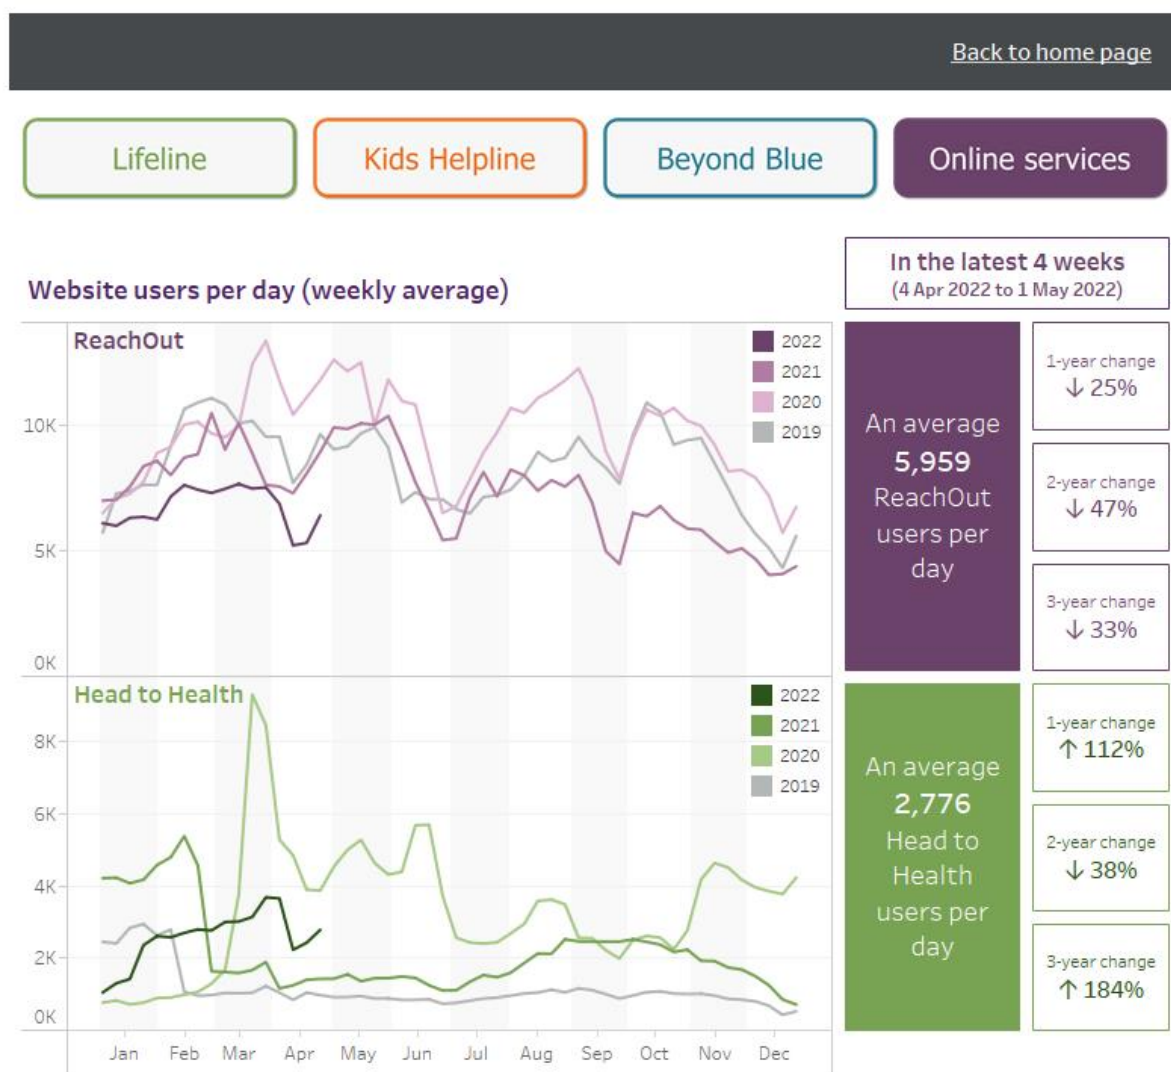 Back to home page
Lifeline
Kids Helpline
Beyond Blue
Online services
Website users per day (weekly average)
In the latest 4 weeks
(4 Apr 2022 to 1 May 2022)
ReachOut
2022
2021
2020
2019
10K
5K
0K
An average
5,959
ReachOut
users per
day
1-year change
↓ 25%
2-year change
↓ 47%
3-year change
↓ 33%
Head to Health
2022
2021
2020
2019
8K
6K
4K
2K
0K
Jan Feb Mar Apr May Jun Jul Aug Sep Oct Nov Dec
An average
2,776
Head to
Health
users per
day
1-year change
↑ 112%
2-year change
↓ 38%
3-year change
↑ 184%